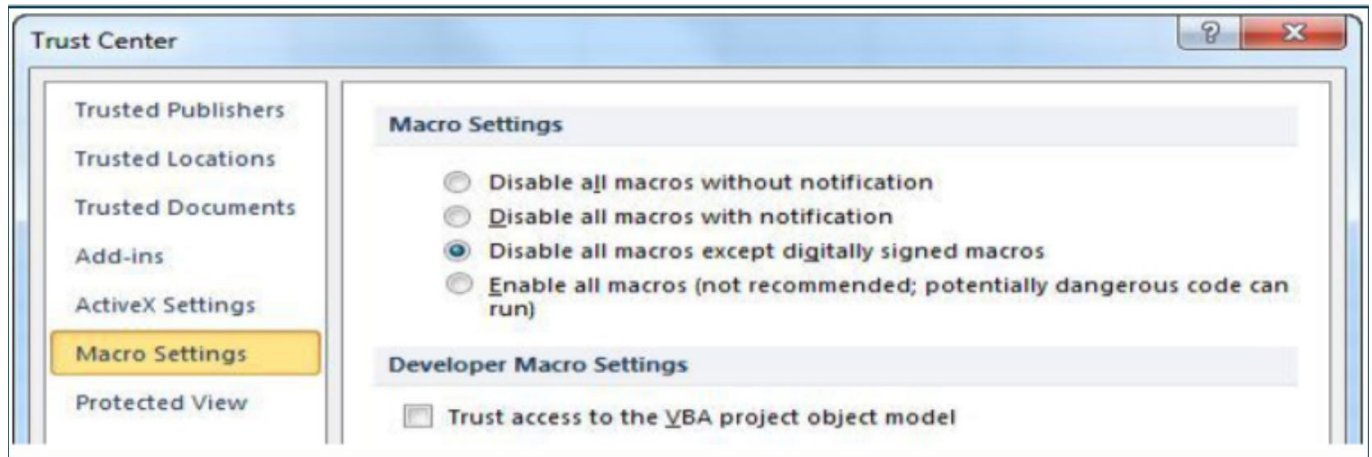 Trust Center
Trusted Publishers
Trusted Locations
Trusted Documents
Add-ins
ActiveX Settings
Macro Settings
Protected View
Macro Settings
Disable all macros without notification
Disable all macros with notification
Disable all macros except digitally signed macros
Enable all macros (not recommended; potentially dangerous code can
run)
Developer Macro Settings
Trust access to the VBA project object model